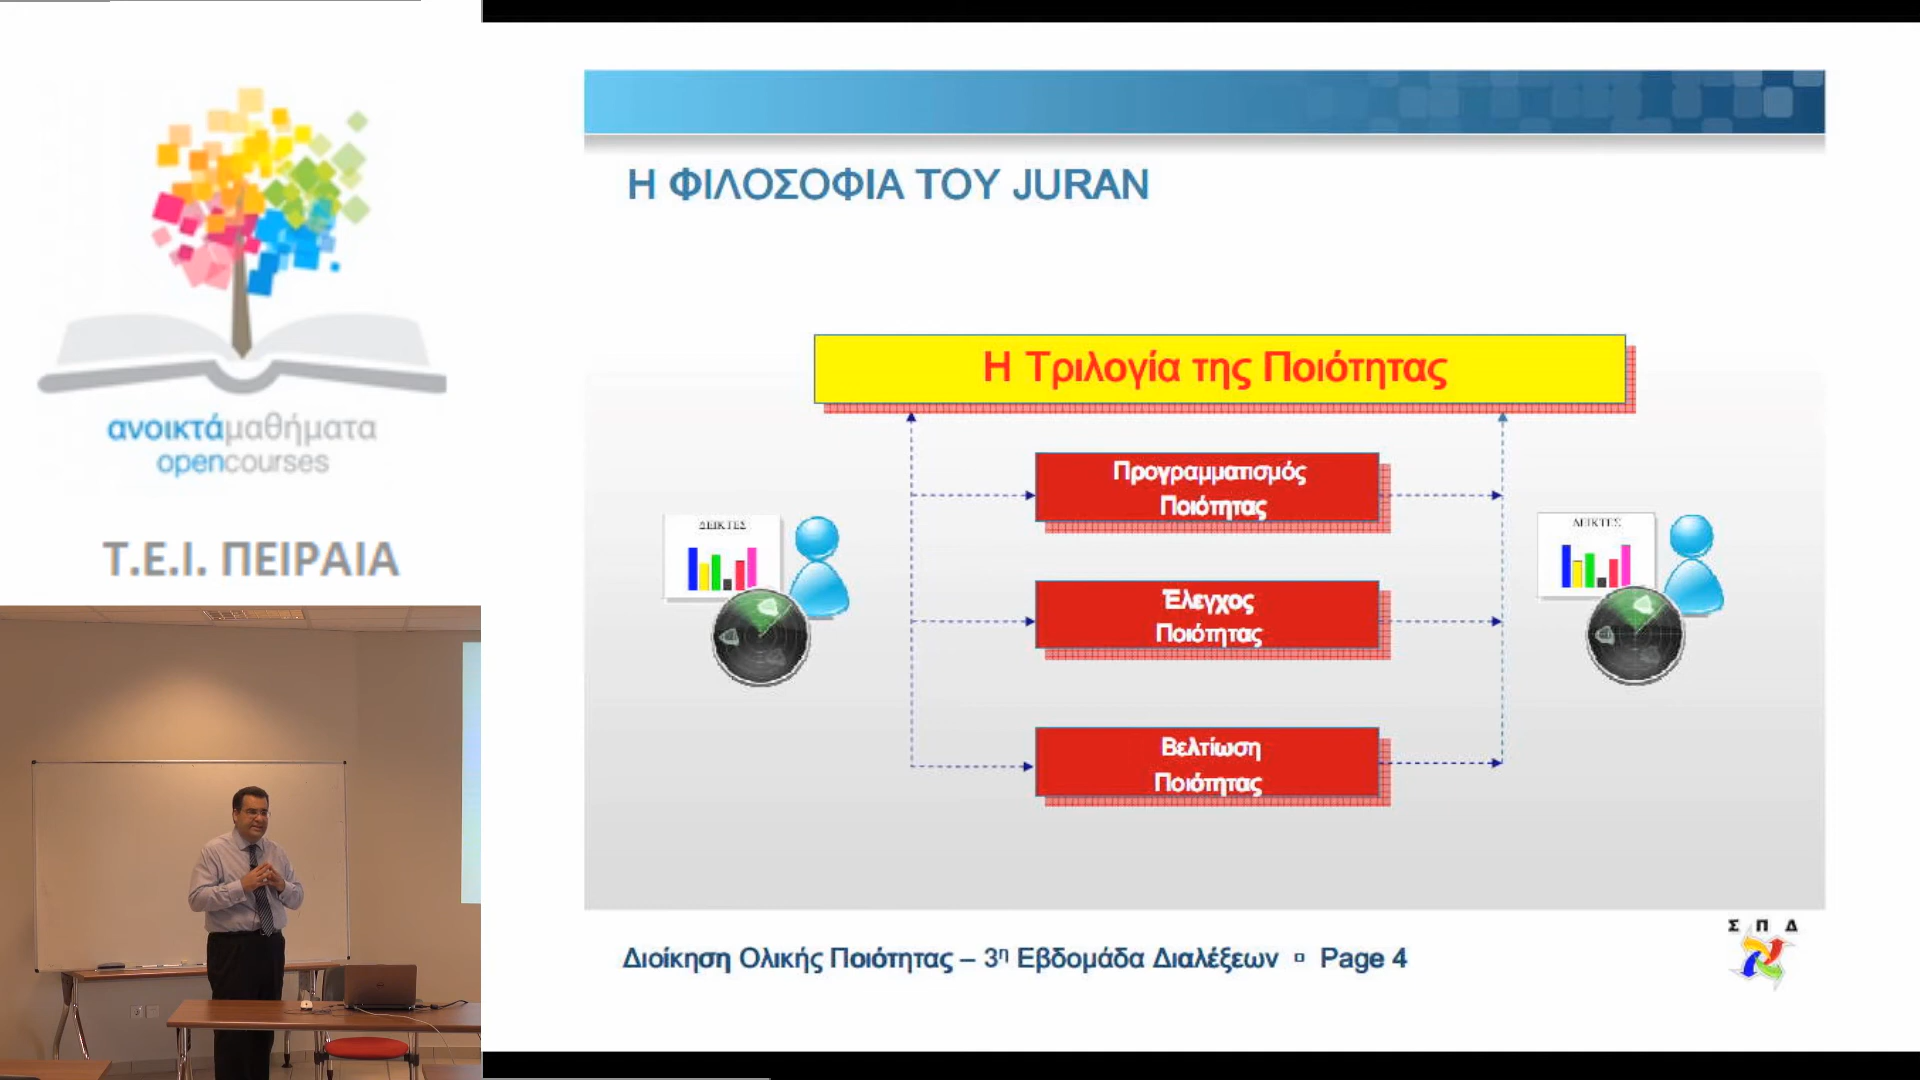 ανοικτάμαθήματα
opencourses
Τ.Ε.Ι. ΠΕΙΡΑΙΑ
Η ΦΙΛΟΣΟΦΙΑ ΤΟΥ JURAN
Η Τριλογία της Ποιότητας
Προγραμματισμός
Ποιότητας
ΔΕΙΚΤΕΣ
ΔΕΙΚΤΕΣ
Έλεγχος
Ποιότητας
Βελτίωση
Ποιότητας
Σ Π Δ
Διοίκηση Ολικής Ποιότητας – 3η Εβδομάδα Διαλέξεων ▫ Page 4